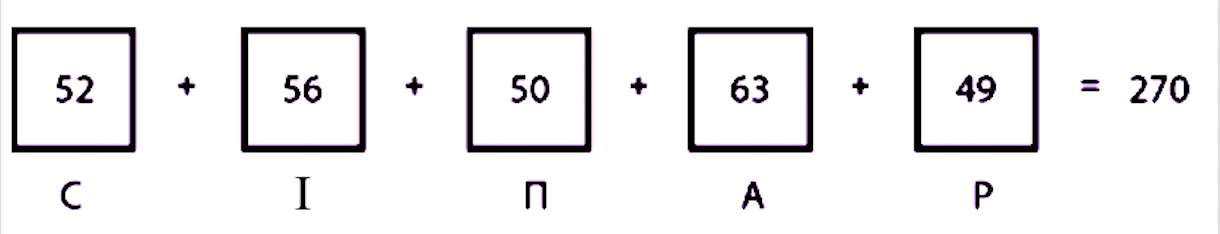 52 + 56 + 50 + 63 + 49 = 270
С І П А Р